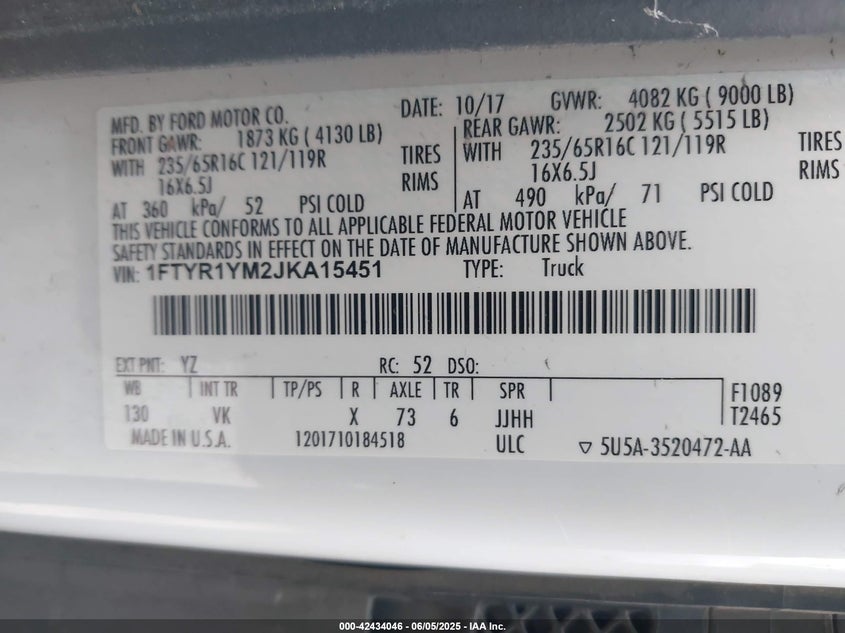 MFD. BY FORD MOTOR CO. DATE: 10/17 GVWR: 4082 KG ( 9000 LB)
FRONT GAWR: 1873 KG ( 4130 LB) REAR GAWR: 2502 KG ( 5515 LB)
WITH 235/65R16C 121/119R TIRES WITH 235/65R16C 121/119R TIRES
16X6.5J RIMS 16X6.5J RIMS
AT 360 kPa/ 52 PSI COLD AT 490 kPa/ 71 PSI COLD
THIS VEHICLE CONFORMS TO ALL APPLICABLE FEDERAL MOTOR VEHICLE
SAFETY STANDARDS IN EFFECT ON THE DATE OF MANUFACTURE SHOWN ABOVE.
VIN: 1FTYR1YM2JKA15451 TYPE: Truck
EXT PNT: YZ RC: 52 DSO:
WB INT TR TP/PS R AXLE TR SPR F1089
130 VK X 73 6 JJHH T2465
MADE IN U.S.A. 1201710184518 ULC ▽ 5U5A-3520472-AA
000-42434046 - 06/05/2025 - IAA Inc.